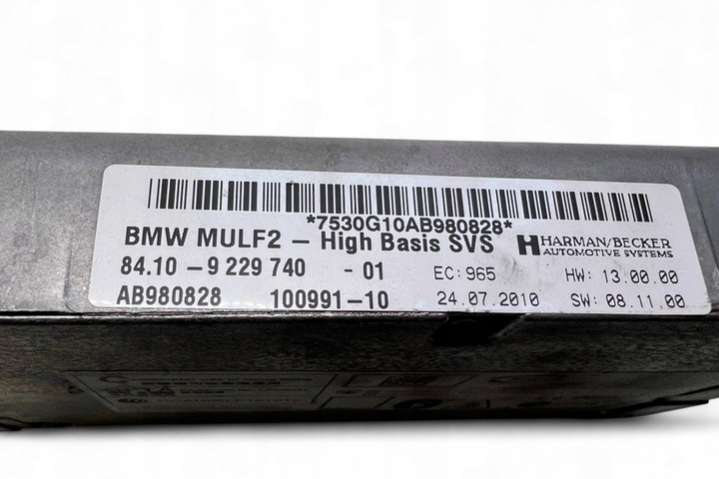 *7530G10AB980828*
BMW MULF2 - High Basis SVS
HARMAN/BECKER
AUTOMOTIVE SYSTEMS
84.10 - 9 229 740 - 01 EC: 965 HW: 13.00.00
AB980828 100991-10 24.07.2010 SW: 08.11.00